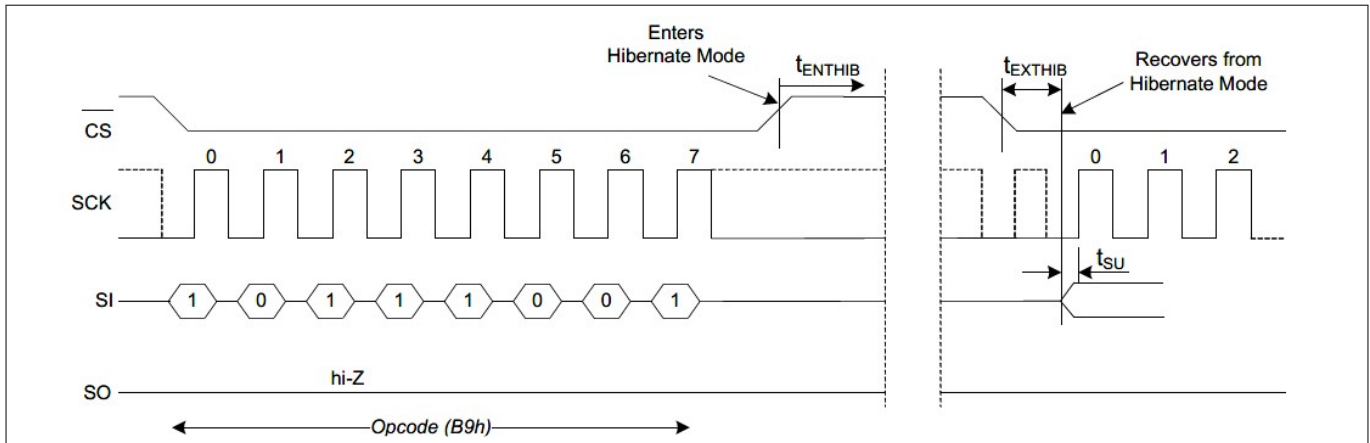 Enters
Hibernate Mode
tENTHIB
tEXTHIB
Recovers from
Hibernate Mode
CS
0 1 2 3 4 5 6 7 0 1 2
SCK
tSU
SI 1 0 1 1 1 0 0 1
hi-Z
SO
Opcode (B9h)